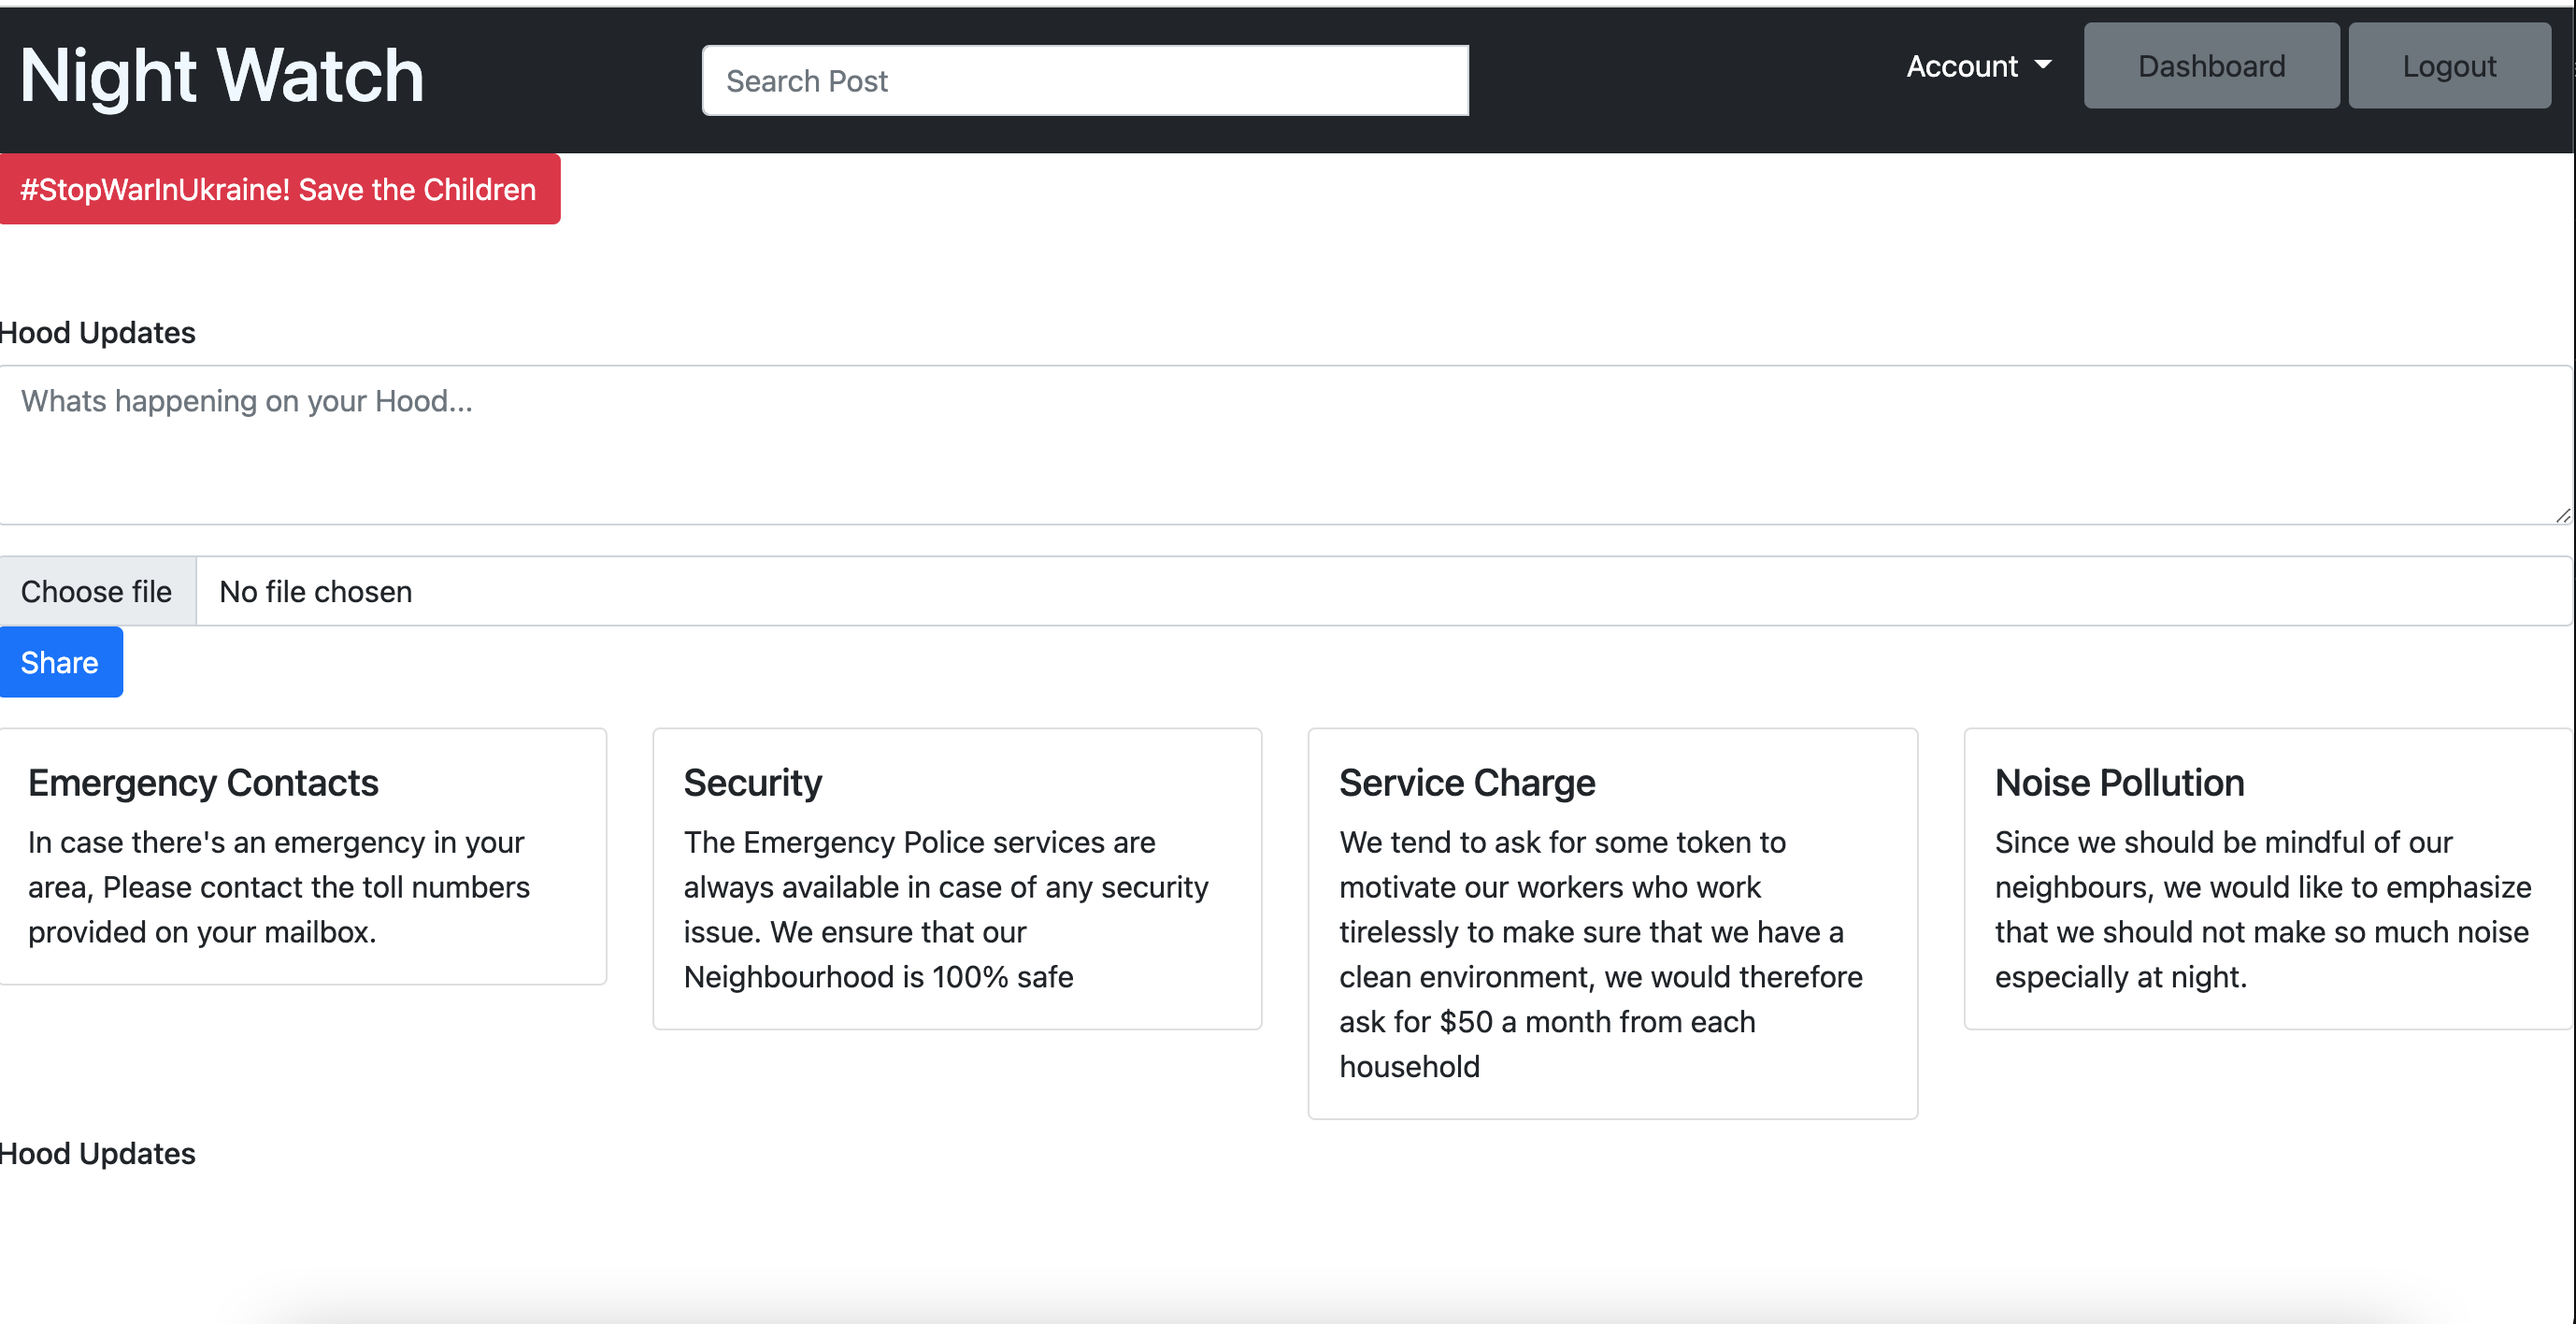 Night Watch
Search Post
Account
Dashboard
Logout
#StopWarInUkraine! Save the Children
Hood Updates
Whats happening on your Hood...
Choose file
No file chosen
Share
Emergency Contacts
In case there's an emergency in your
area, Please contact the toll numbers
provided on your mailbox.
Security
The Emergency Police services are
always available in case of any security
issue. We ensure that our
Neighbourhood is 100% safe
Service Charge
We tend to ask for some token to
motivate our workers who work
tirelessly to make sure that we have a
clean environment, we would therefore
ask for $50 a month from each
household
Noise Pollution
Since we should be mindful of our
neighbours, we would like to emphasize
that we should not make so much noise
especially at night.
Hood Updates